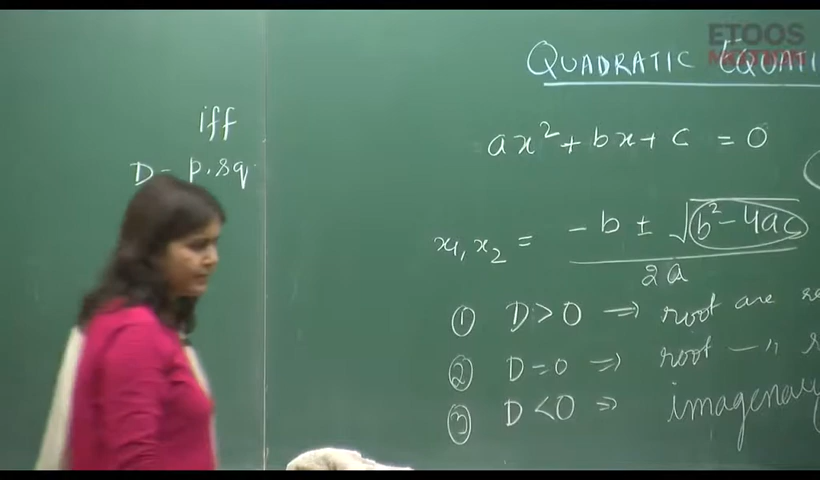 ETOOS
QUADRATIC EQUATI
iff
D = p.sq.
ax² + bx + c = 0
x₁, x₂ = -b ± √b² - 4ac
2a
① D > 0 ⇒ root are
② D = 0 ⇒ root —〃
③ D < 0 ⇒ imagenary